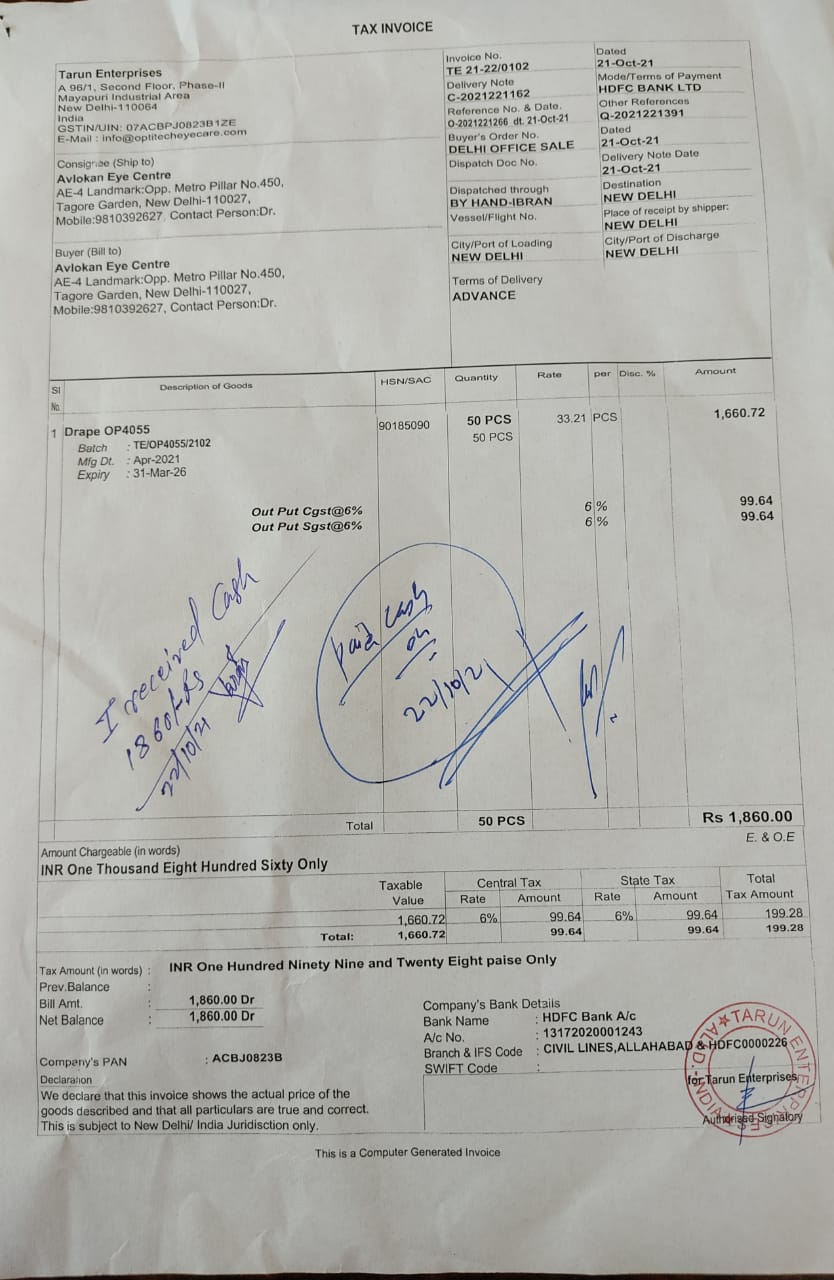 TAX INVOICE
Tarun Enterprises
A 96/1, Second Floor, Phase-II
Mayapuri Industrial Area
New Delhi-110064
India
GSTIN/UIN: 07ACBPJ0823B1ZE
E-Mail : info@optitecheyecare.com
Consignee (Ship to)
Avlokan Eye Centre
AE-4 Landmark:Opp. Metro Pillar No.450,
Tagore Garden, New Delhi-110027,
Mobile:9810392627, Contact Person:Dr.
Buyer (Bill to)
Avlokan Eye Centre
AE-4 Landmark:Opp. Metro Pillar No.450,
Tagore Garden, New Delhi-110027,
Mobile:9810392627, Contact Person:Dr.
Invoice No.
TE 21-22/0102
Dated
21-Oct-21
Delivery Note
C-2021221162
Mode/Terms of Payment
HDFC BANK LTD
Reference No. & Date.
O-2021221266 dt. 21-Oct-21
Other References
Q-2021221391
Buyer's Order No.
DELHI OFFICE SALE
Dated
21-Oct-21
Dispatch Doc No.
Delivery Note Date
21-Oct-21
Dispatched through
BY HAND-IBRAN
Destination
NEW DELHI
Vessel/Flight No.
Place of receipt by shipper:
NEW DELHI
City/Port of Loading
NEW DELHI
City/Port of Discharge
NEW DELHI
Terms of Delivery
ADVANCE
Sl No. Description of Goods HSN/SAC Quantity Rate per Disc. % Amount
1 Drape OP4055 90185090 50 PCS 33.21 PCS 1,660.72
50 PCS
Batch : TE/OP4055/2102
Mfg Dt. : Apr-2021
Expiry : 31-Mar-26
Out Put Cgst@6% 6 % 99.64
Out Put Sgst@6% 6 % 99.64
I received Cash
1860/-Rs
22/10/21
paid cash
on
22/10/21
Total 50 PCS Rs 1,860.00
E. & O.E
Amount Chargeable (in words)
INR One Thousand Eight Hundred Sixty Only
Taxable Value Central Tax State Tax Total Tax Amount
Rate Amount Rate Amount
1,660.72 6% 99.64 6% 99.64 199.28
Total: 1,660.72 99.64 99.64 199.28
Tax Amount (in words) : INR One Hundred Ninety Nine and Twenty Eight paise Only
Prev.Balance :
Bill Amt. : 1,860.00 Dr
Net Balance : 1,860.00 Dr
Company's Bank Details
Bank Name : HDFC Bank A/c
A/c No. : 13172020001243
Branch & IFS Code : CIVIL LINES,ALLAHABAD & HDFC0000226
SWIFT Code :
Company's PAN : ACBJ0823B
Declaration
We declare that this invoice shows the actual price of the
goods described and that all particulars are true and correct.
This is subject to New Delhi/ India Juridisction only.
for Tarun Enterprises
Authorised Signatory
TARUN ENTERPRISES
ALLD.-INDIA
This is a Computer Generated Invoice